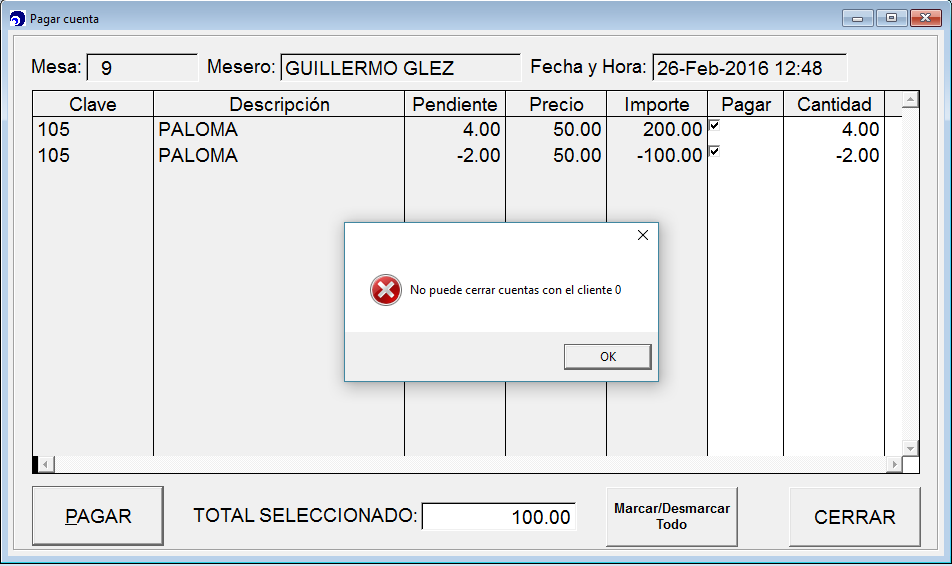 Pagar cuenta
Mesa: 9 Mesero: GUILLERMO GLEZ Fecha y Hora: 26-Feb-2016 12:48
Clave Descripción Pendiente Precio Importe Pagar Cantidad
105 PALOMA 4.00 50.00 200.00 4.00
105 PALOMA -2.00 50.00 -100.00 -2.00
No puede cerrar cuentas con el cliente 0
OK
PAGAR TOTAL SELECCIONADO: 100.00 Marcar/Desmarcar
Todo
CERRAR